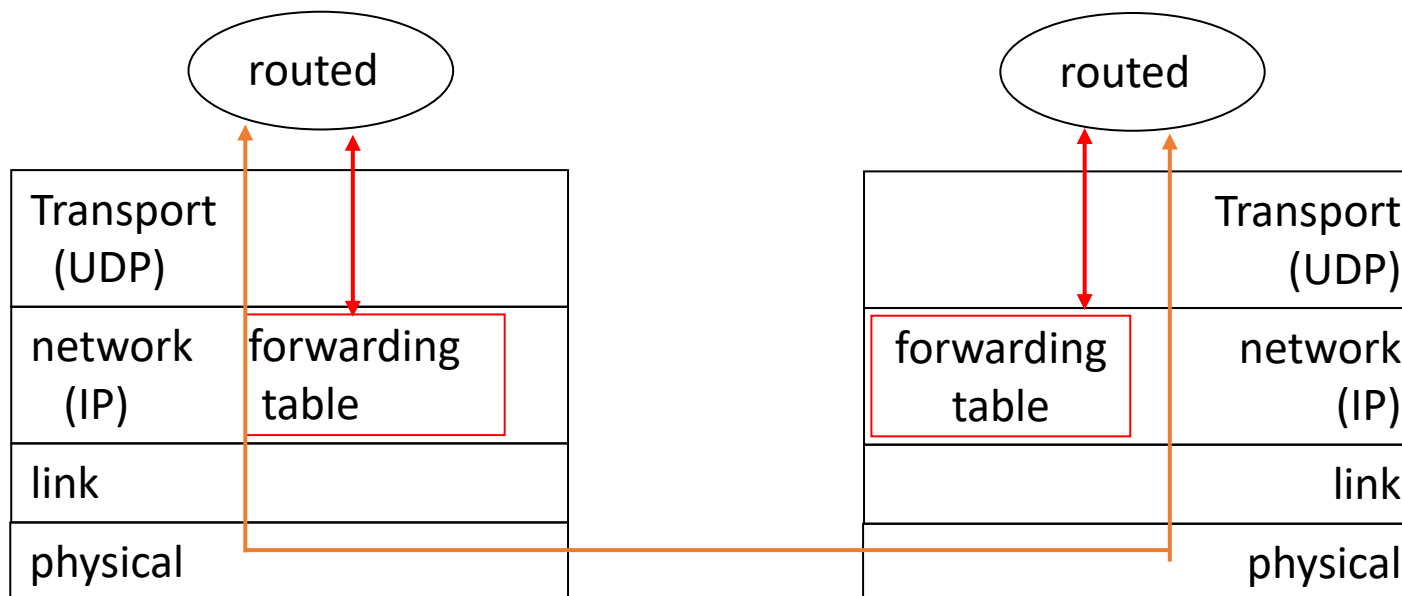 routed
routed
Transport
(UDP)
network
(IP)
forwarding
table
link
physical
Transport
(UDP)
forwarding
table
network
(IP)
link
physical